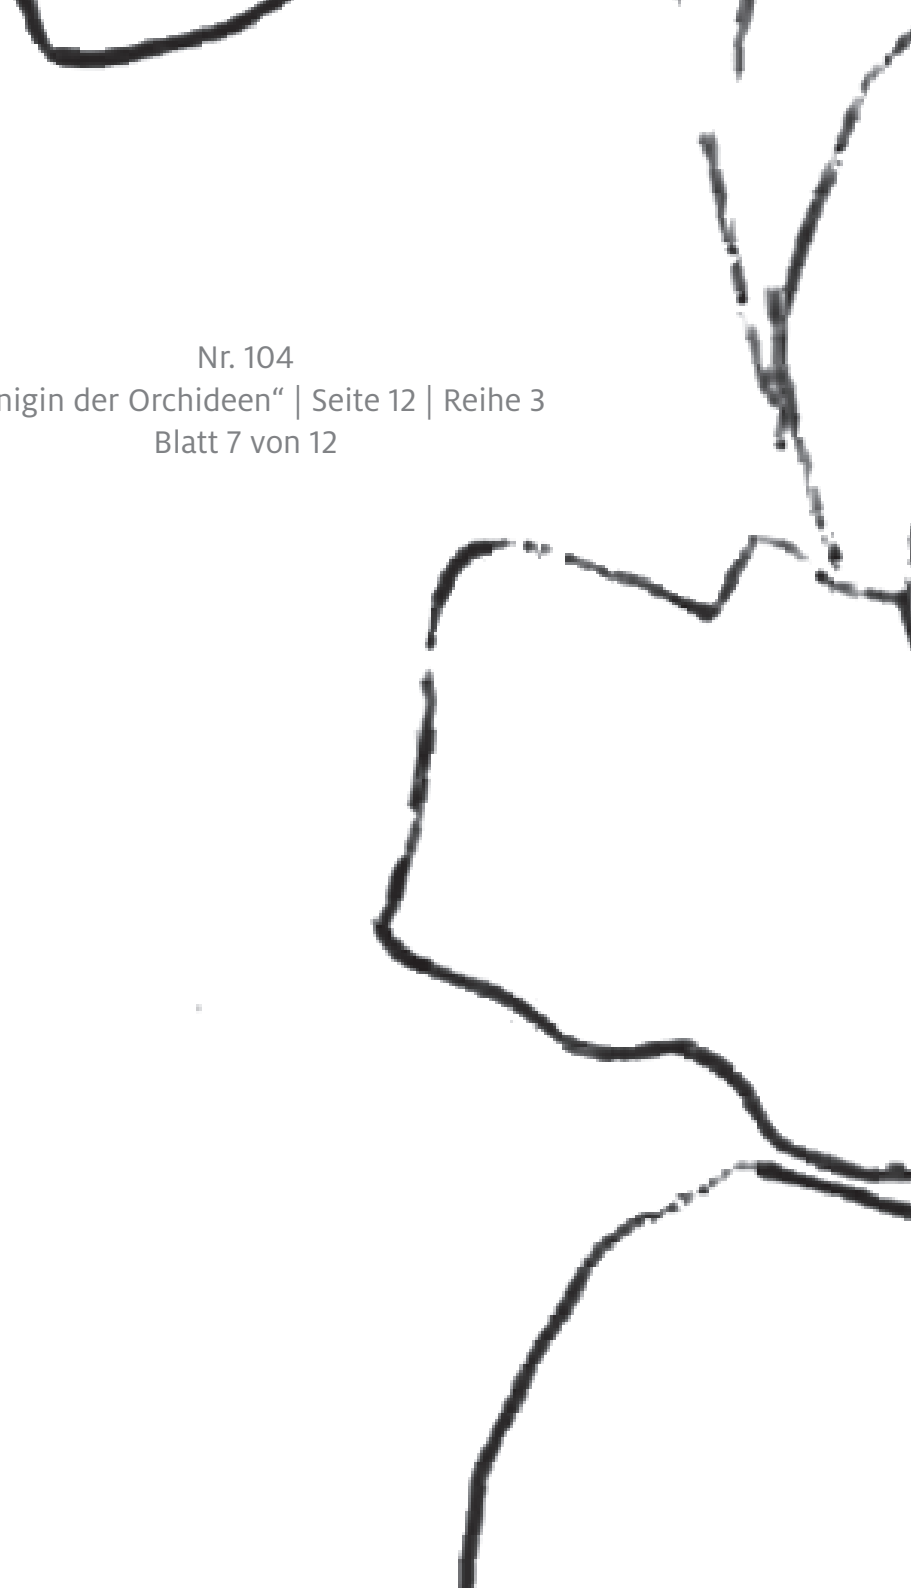 Nr. 104
nigin der Orchideen“ | Seite 12 | Reihe 3
Blatt 7 von 12